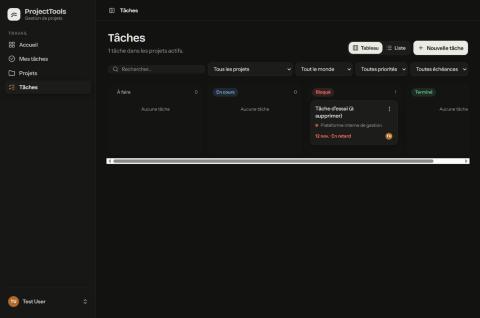 ProjectTools
Gestion de projets
TRAVAIL
Accueil
Mes tâches
Projets
Tâches
Tâches
Tâches
1 tâche dans les projets actifs.
Tableau
Liste
+ Nouvelle tâche
Rechercher...
Tous les projets
Tout le monde
Toutes priorités
Toutes échéances
À faire
0
Aucune tâche
En cours
0
Aucune tâche
Bloqué
1
Tâche d'essai (à
supprimer)
Plateforme interne de gestion
12 nov. · En retard
TU
Terminé
Aucune tâche
TU
Test User